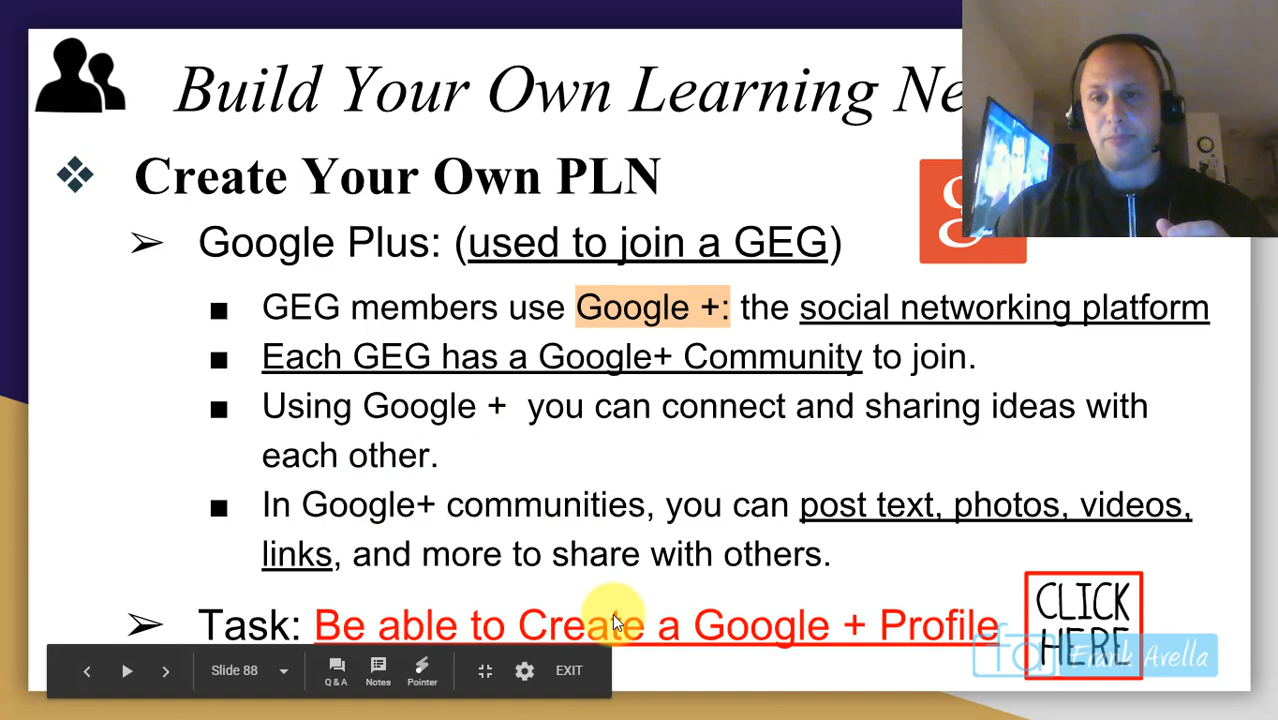 Build Your Own Learning Ne
Create Your Own PLN
Google Plus: (used to join a GEG)
g
GEG members use Google +: the social networking platform
Each GEG has a Google+ Community to join.
Using Google + you can connect and sharing ideas with
each other.
In Google+ communities, you can post text, photos, videos,
links, and more to share with others.
Task: Be able to Create a Google + Profile
CLICK
HERE
fa Frank Avella
Slide 88
Q & A
Notes
Pointer
EXIT